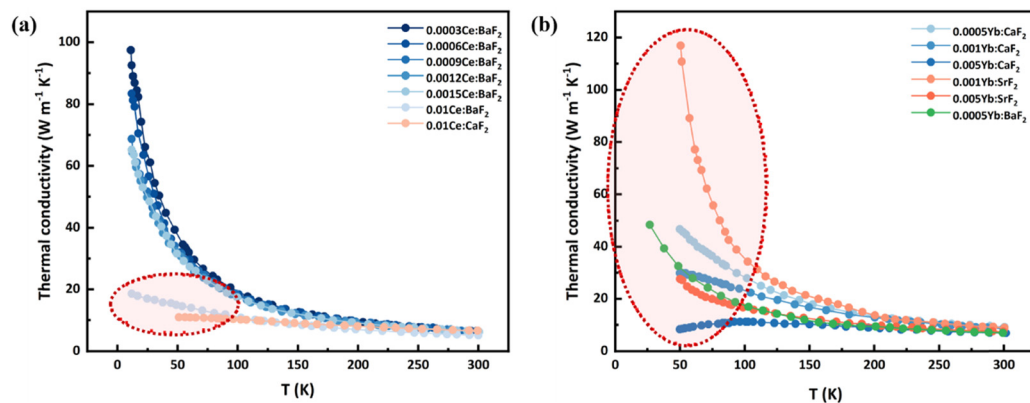 (a)
Thermal conductivity (W m⁻¹ K⁻¹)
100
80
60
40
20
0
0 50 100 150 200 250 300
T (K)
0.0003Ce:BaF₂
0.0006Ce:BaF₂
0.0009Ce:BaF₂
0.0012Ce:BaF₂
0.0015Ce:BaF₂
0.01Ce:BaF₂
0.01Ce:CaF₂
(b)
Thermal conductivity (W m⁻¹ K⁻¹)
120
100
80
60
40
20
0
0 50 100 150 200 250 300
T (K)
0.0005Yb:CaF₂
0.001Yb:CaF₂
0.005Yb:CaF₂
0.001Yb:SrF₂
0.005Yb:SrF₂
0.0005Yb:BaF₂